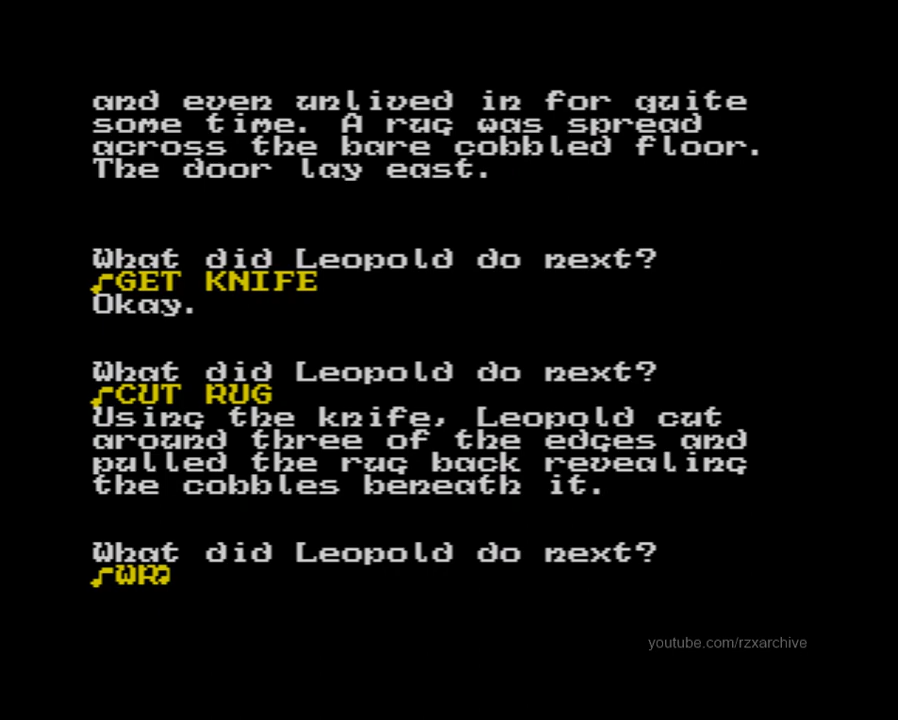 and even unlived in for quite
some time. A rug was spread
across the bare cobbled floor.
The door lay east.
What did Leopold do next?
GET KNIFE
Okay.
What did Leopold do next?
CUT RUG
Using the knife, Leopold cut
around three of the edges and
pulled the rug back revealing
the cobbles beneath it.
What did Leopold do next?
youtube.com/rzxarchive